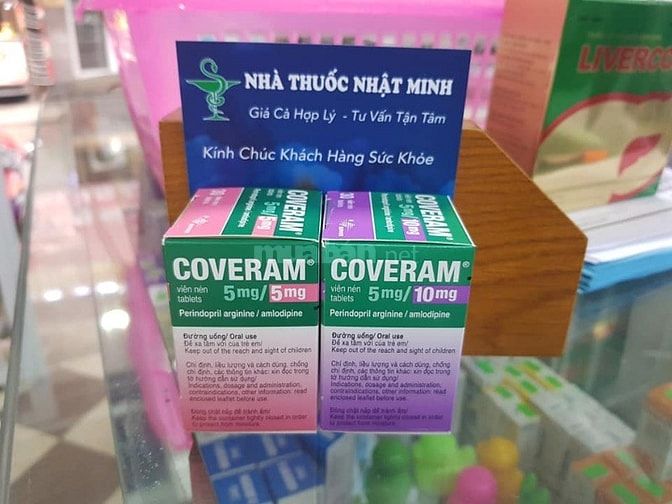 NHÀ THUỐC NHẬT MINH
Giá Cả Hợp Lý - Tư Vấn Tận Tâm
Kính Chúc Khách Hàng Sức Khỏe
LIVERCO
muaban.net
5mg/5mg
COVERAM®
viên nén
tablets
5mg/5mg
Perindopril arginine / amlodipine
Đường uống/ Oral use
Để xa tầm với của trẻ em/
Keep out of the reach and sight of children
Chỉ định, liều lượng và cách dùng, chống
chỉ định, các thông tin khác: xin đọc trong
tờ hướng dẫn sử dụng/
Indications, dosage and administration,
contraindications, other information: read
enclosed leaflet before use.
Đóng chặt nắp để tránh ẩm/
Keep the container tightly closed in order
to protect from moisture.
5mg/10mg
COVERAM®
viên nén
tablets
5mg/10mg
Perindopril arginine / amlodipine
Đường uống/ Oral use
Để xa tầm với của trẻ em/
Keep out of the reach and sight of children
Chỉ định, liều lượng và cách dùng, chống
chỉ định, các thông tin khác: xin đọc trong
tờ hướng dẫn sử dụng/
Indications, dosage and administration,
contraindications, other information: read
enclosed leaflet before use.
Đóng chặt nắp để tránh ẩm/
Keep the container tightly closed in order
to protect from moisture.